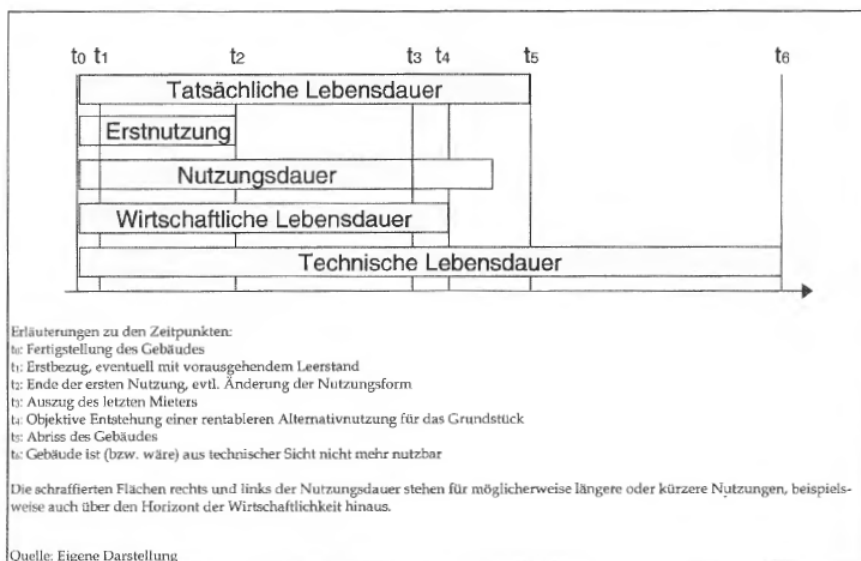 t0 t1 t2 t3 t4 t5 t6
Tatsächliche Lebensdauer
Erstnutzung
Nutzungsdauer
Wirtschaftliche Lebensdauer
Technische Lebensdauer
Erläuterungen zu den Zeitpunkten:
t0: Fertigstellung des Gebäudes
t1: Erstbezug, eventuell mit vorausgehendem Leerstand
t2: Ende der ersten Nutzung, evtl. Änderung der Nutzungsform
t3: Auszug des letzten Mieters
t4: Objektive Entstehung einer rentableren Alternativnutzung für das Grundstück
t5: Abriss des Gebäudes
t6: Gebäude ist (bzw. wäre) aus technischer Sicht nicht mehr nutzbar
Die schraffierten Flächen rechts und links der Nutzungsdauer stehen für möglicherweise längere oder kürzere Nutzungen, beispiels-
weise auch über den Horizont der Wirtschaftlichkeit hinaus.
Quelle: Eigene Darstellung